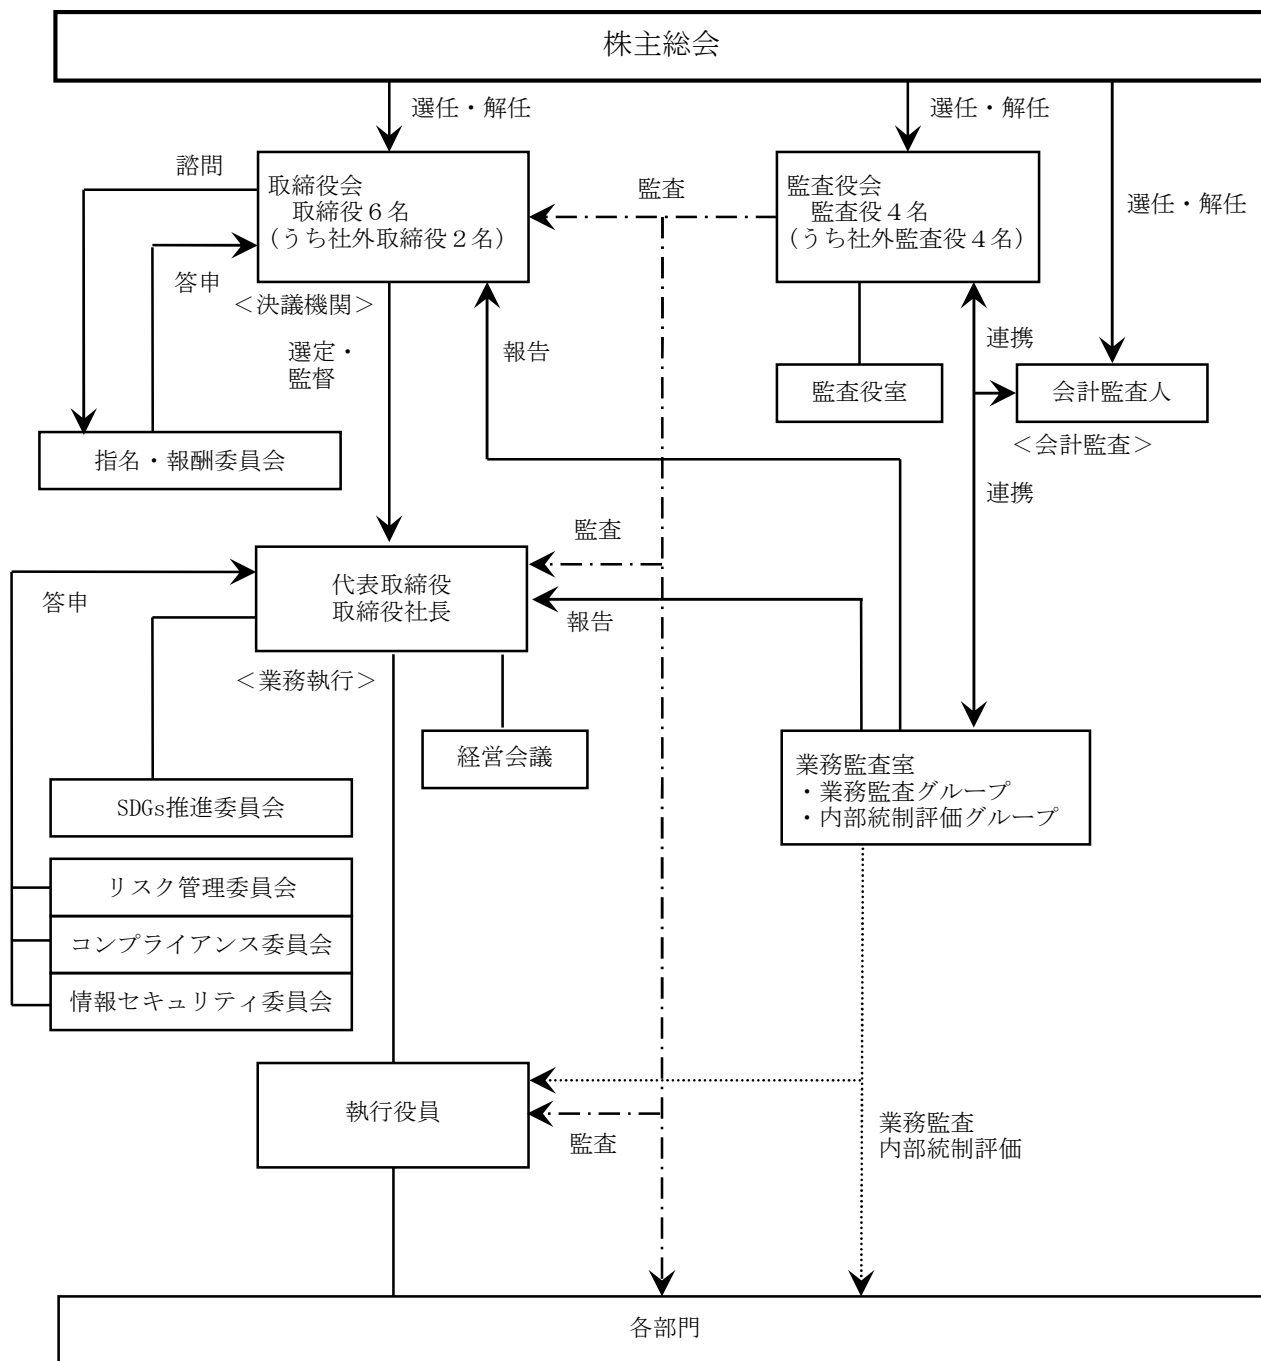 株主総会
選任・解任
選任・解任
選任・解任
諮問
取締役会
取締役６名
(うち社外取締役２名)
監査
監査役会
監査役４名
(うち社外監査役４名)
答申
＜決議機関＞
選定・
監督
報告
連携
監査役室
会計監査人
＜会計監査＞
指名・報酬委員会
連携
監査
代表取締役
取締役社長
答申
報告
＜業務執行＞
経営会議
業務監査室
・業務監査グループ
・内部統制評価グループ
SDGs推進委員会
リスク管理委員会
コンプライアンス委員会
情報セキュリティ委員会
執行役員
監査
業務監査
内部統制評価
各部門